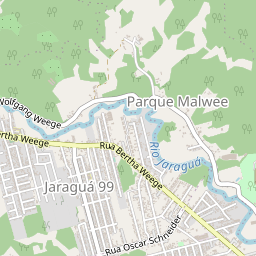 Parque Malwee
Wolfgang Weege
Bertha Weege
Rua Bertha Weege
Rio Jaraguá
Jaraguá 99
Rua Oscar Schneider